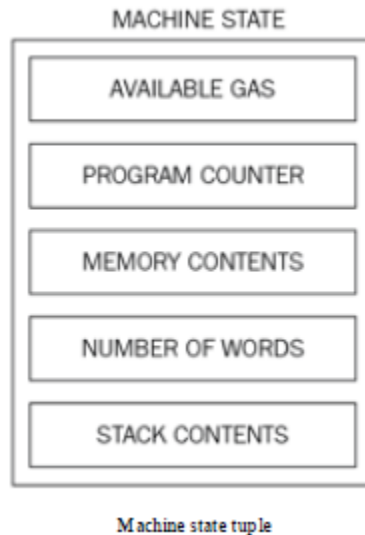 MACHINE STATE
AVAILABLE GAS
PROGRAM COUNTER
MEMORY CONTENTS
NUMBER OF WORDS
STACK CONTENTS
Machine state tuple